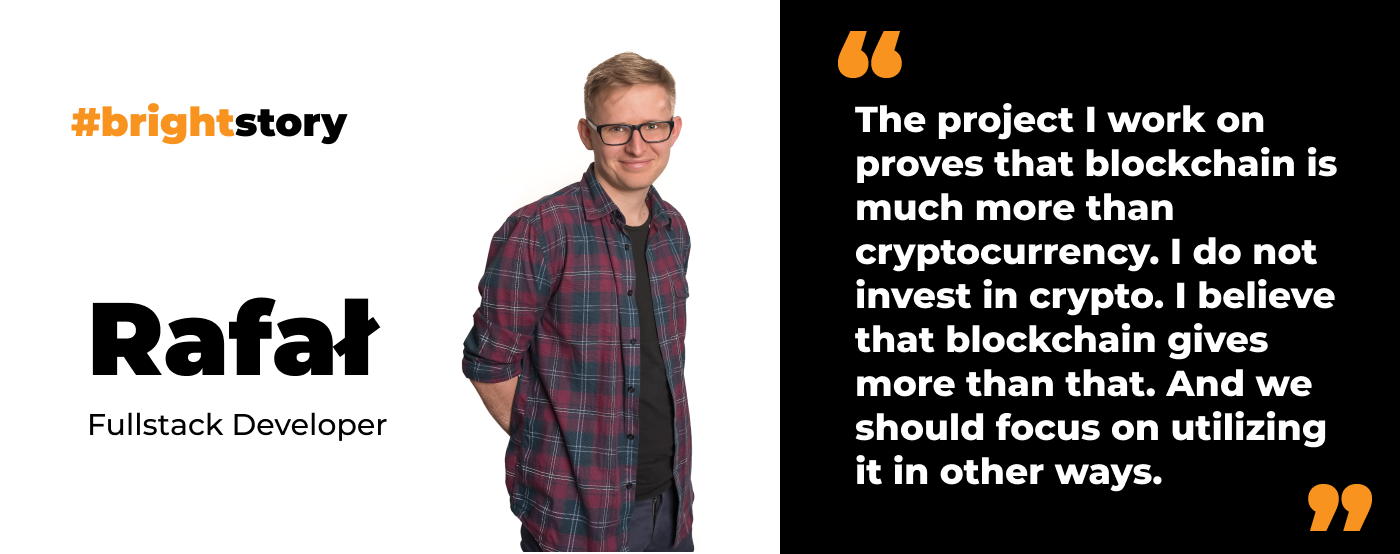 #brightstory
Rafał
Fullstack Developer
“
The project I work on
proves that blockchain is
much more than
cryptocurrency. I do not
invest in crypto. I believe
that blockchain gives
more than that. And we
should focus on utilizing
it in other ways.
”